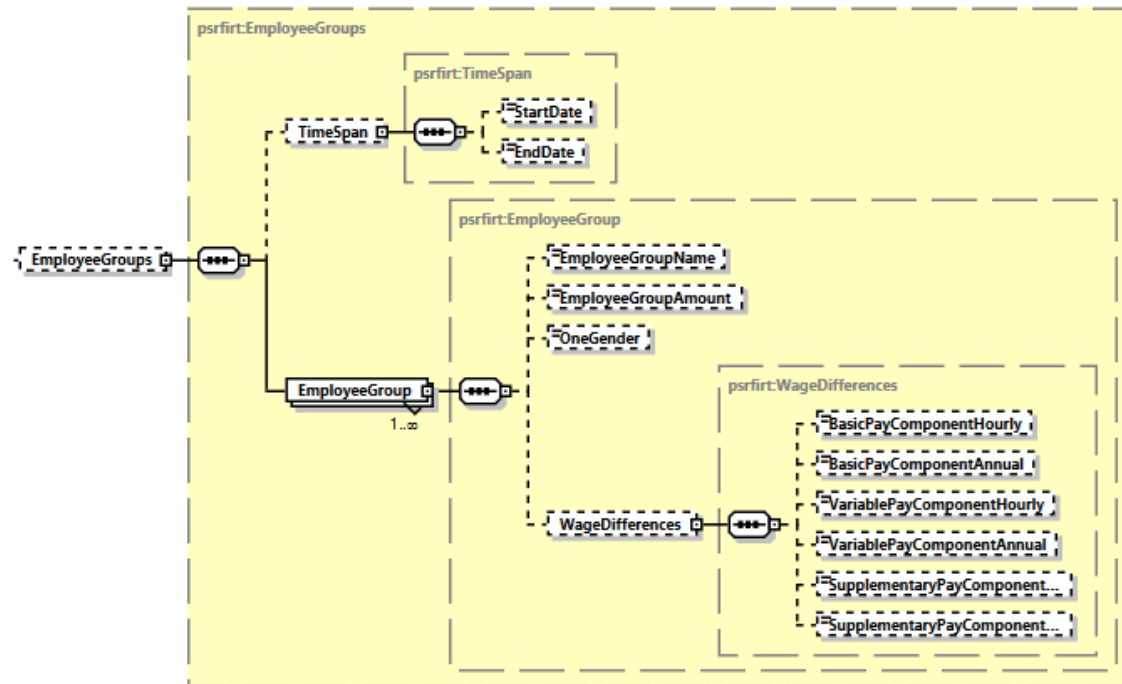 psrfirt:EmployeeGroups
psrfirt:TimeSpan
StartDate
TimeSpan
EndDate
psrfirt:EmployeeGroup
EmployeeGroups
EmployeeGroupName
EmployeeGroupAmount
OneGender
psrfirt:WageDifferences
EmployeeGroup
1..∞
BasicPayComponentHourly
BasicPayComponentAnnual
VariablePayComponentHourly
WageDifferences
VariablePayComponentAnnual
SupplementaryPayComponent...
SupplementaryPayComponent...